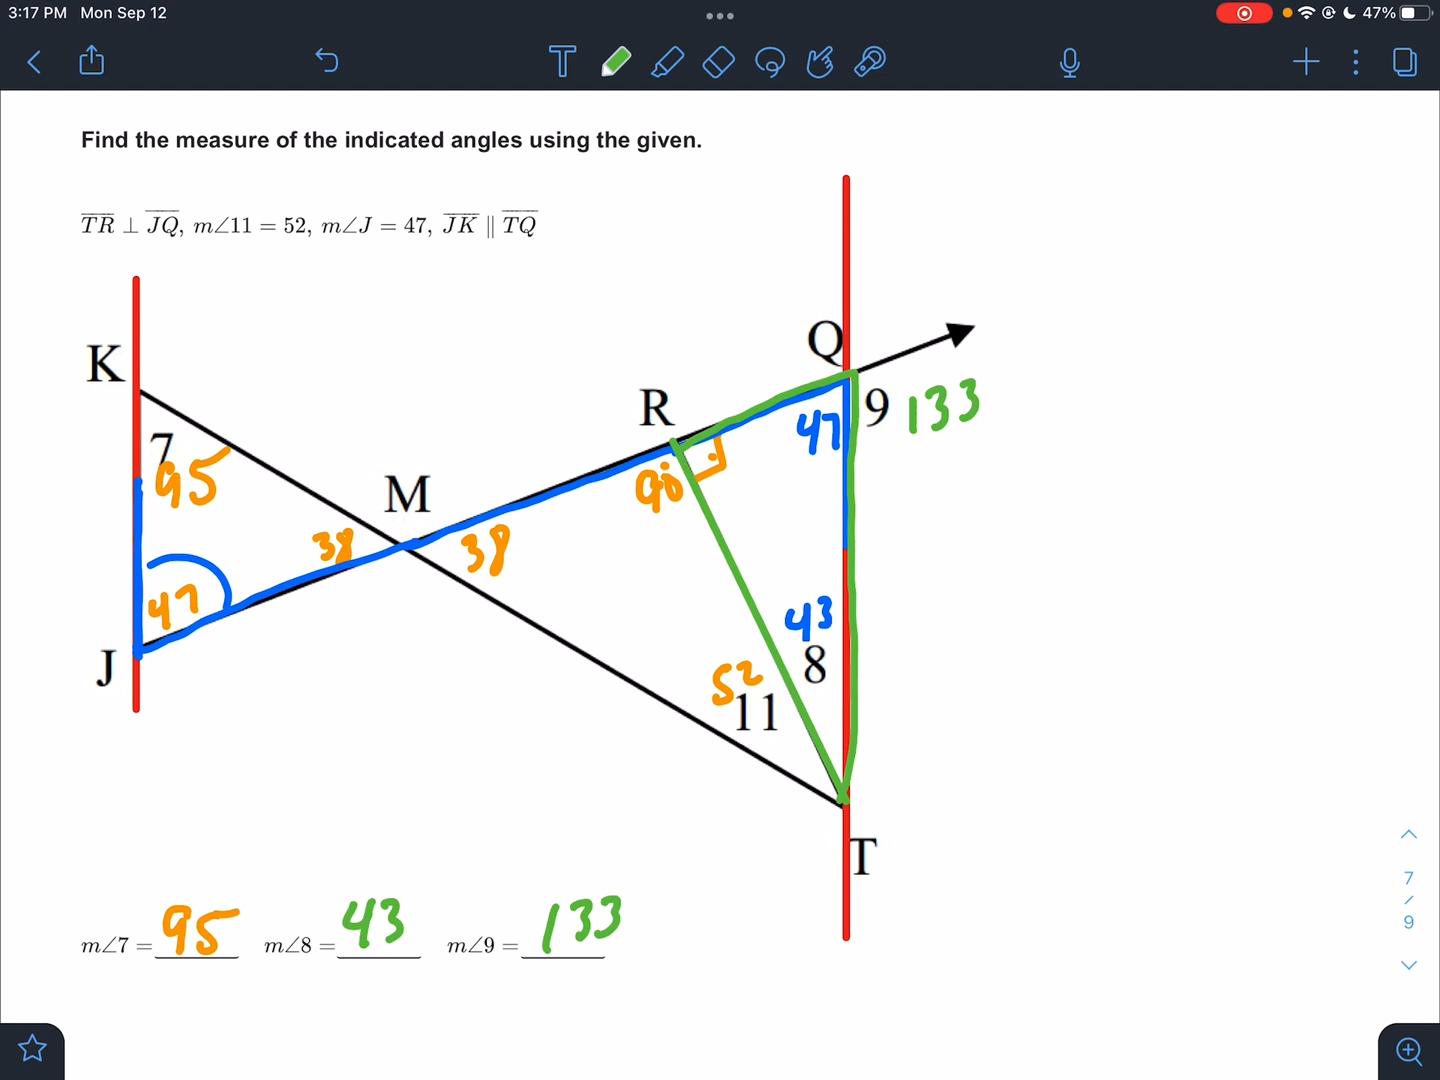 3:17 PM Mon Sep 12
47%
T
Find the measure of the indicated angles using the given.
TR ⊥ JQ, m∠11 = 52, m∠J = 47, JK ∥ TQ
Q
K
R
9 133
47
7
95
M
90°
38 38
47
43
J
8
52
11
T
7
9
m∠7 = 95 m∠8 = 43 m∠9 = 133